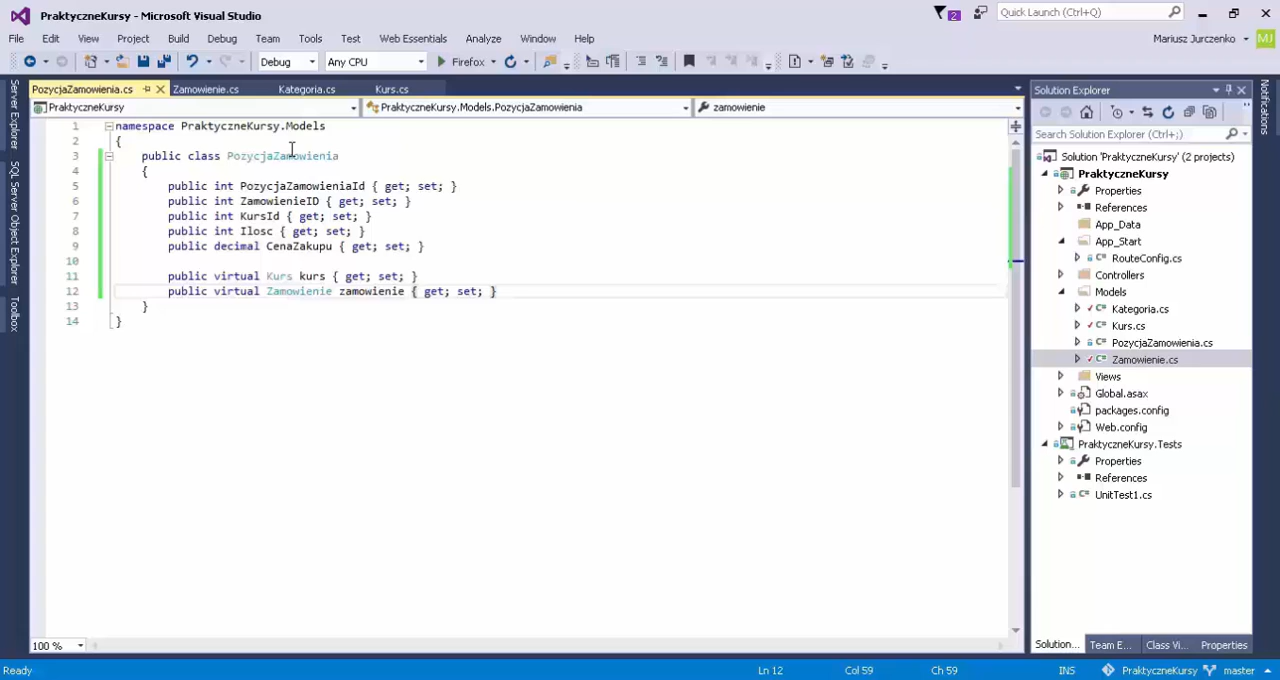 PraktyczneKursy - Microsoft Visual Studio
2
Quick Launch (Ctrl+Q)
File Edit View Project Build Debug Team Tools Test Web Essentials Analyze Window Help
Mariusz Jurczenko
MJ
Debug Any CPU Firefox
Server Explorer
SQL Server Object Explorer
Toolbox
PozycjaZamowienia.cs Zamowienie.cs Kategoria.cs Kurs.cs
PraktyczneKursy PraktyczneKursy.Models.PozycjaZamowienia zamowienie
1 namespace PraktyczneKursy.Models
2 {
3 public class PozycjaZamowienia
4 {
5 public int PozycjaZamowieniaId { get; set; }
6 public int ZamowienieID { get; set; }
7 public int KursId { get; set; }
8 public int Ilosc { get; set; }
9 public decimal CenaZakupu { get; set; }
10
11 public virtual Kurs kurs { get; set; }
12 public virtual Zamowienie zamowienie { get; set; }
13 }
14 }
100 %
Solution Explorer
Search Solution Explorer (Ctrl+;)
Solution 'PraktyczneKursy' (2 projects)
PraktyczneKursy
Properties
References
App_Data
App_Start
RouteConfig.cs
Controllers
Models
Kategoria.cs
Kurs.cs
PozycjaZamowienia.cs
Zamowienie.cs
Views
Global.asax
packages.config
Web.config
PraktyczneKursy.Tests
Properties
References
UnitTest1.cs
Solution... Team E... Class Vi... Properties
Notifications
Ready Ln 12 Col 59 Ch 59 INS PraktyczneKursy master